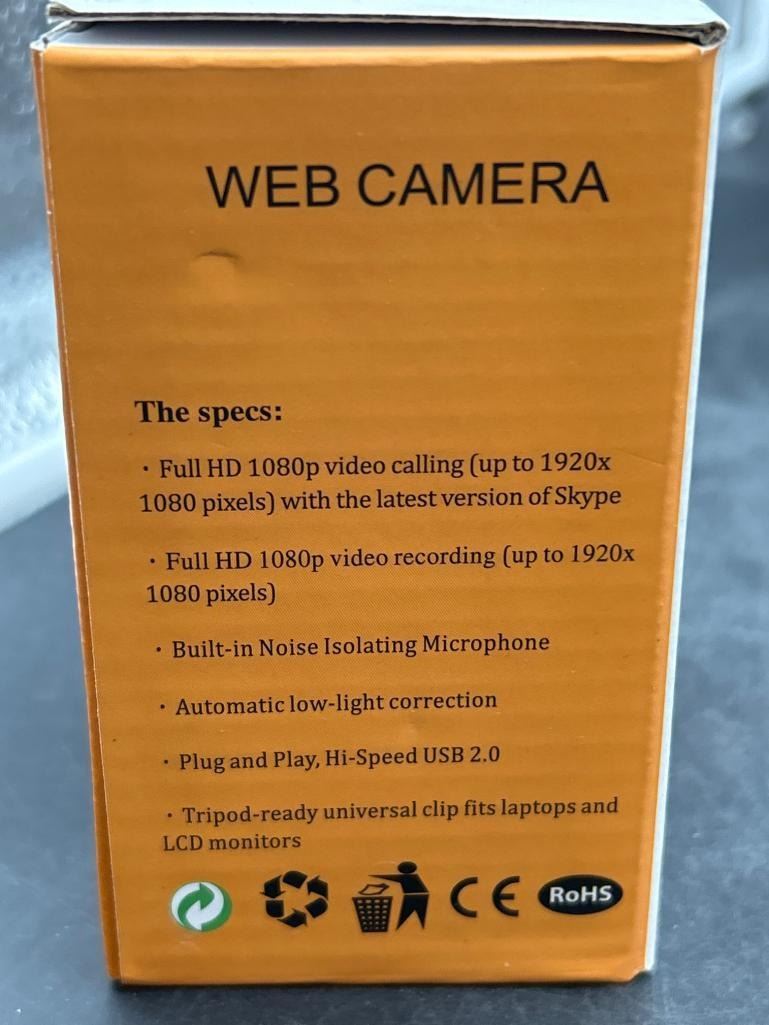 WEB CAMERA
The specs:
· Full HD 1080p video calling (up to 1920x
1080 pixels) with the latest version of Skype
· Full HD 1080p video recording (up to 1920x
1080 pixels)
· Built-in Noise Isolating Microphone
· Automatic low-light correction
· Plug and Play, Hi-Speed USB 2.0
· Tripod-ready universal clip fits laptops and
LCD monitors
CE RoHS